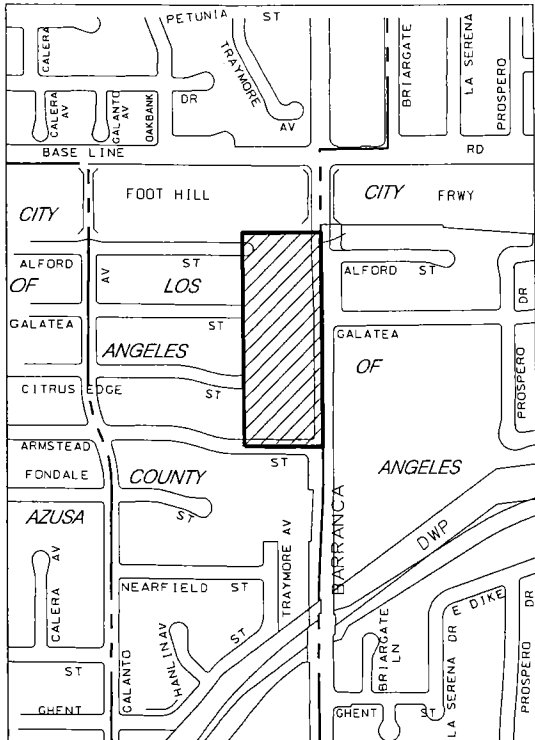 PETUNIA ST
CALERA
TRAYMORE AV
BRIARGATE
LA SERENA
PROSPERO
CALERA AV
GALANTO AV
OAKBANK
DR
BASE LINE RD
FOOT HILL FRWY
CITY
CITY
ALFORD ST
AV
ALFORD ST
OF
LOS
DR
GALATEA ST
GALATEA
ANGELES
OF
PROSPERO
CITRUS EDGE ST
ARMSTEAD ST
FONDALE ST
COUNTY
ANGELES
AZUSA
BARRANCA
DWP
CALERA AV
NEARFIELD ST
TRAYMORE AV
E DIKE
DR
GALANTO
HANLIN AV
ST
BRIARGATE LN
LA SERENA DR
PROSPERO
ST
GHENT
GHENT ST